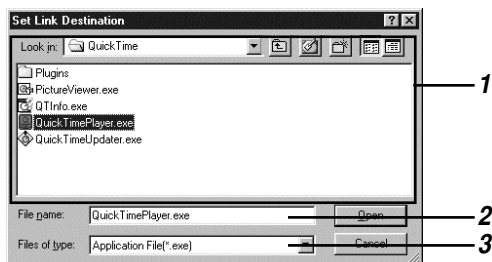 Set Link Destination
Look in: QuickTime
Plugins
PictureViewer.exe
QTInfo.exe
QuickTimePlayer.exe
QuickTimeUpdater.exe
1
File name: QuickTimePlayer.exe Open 2
Files of type: Application File(*.exe) Cancel 3